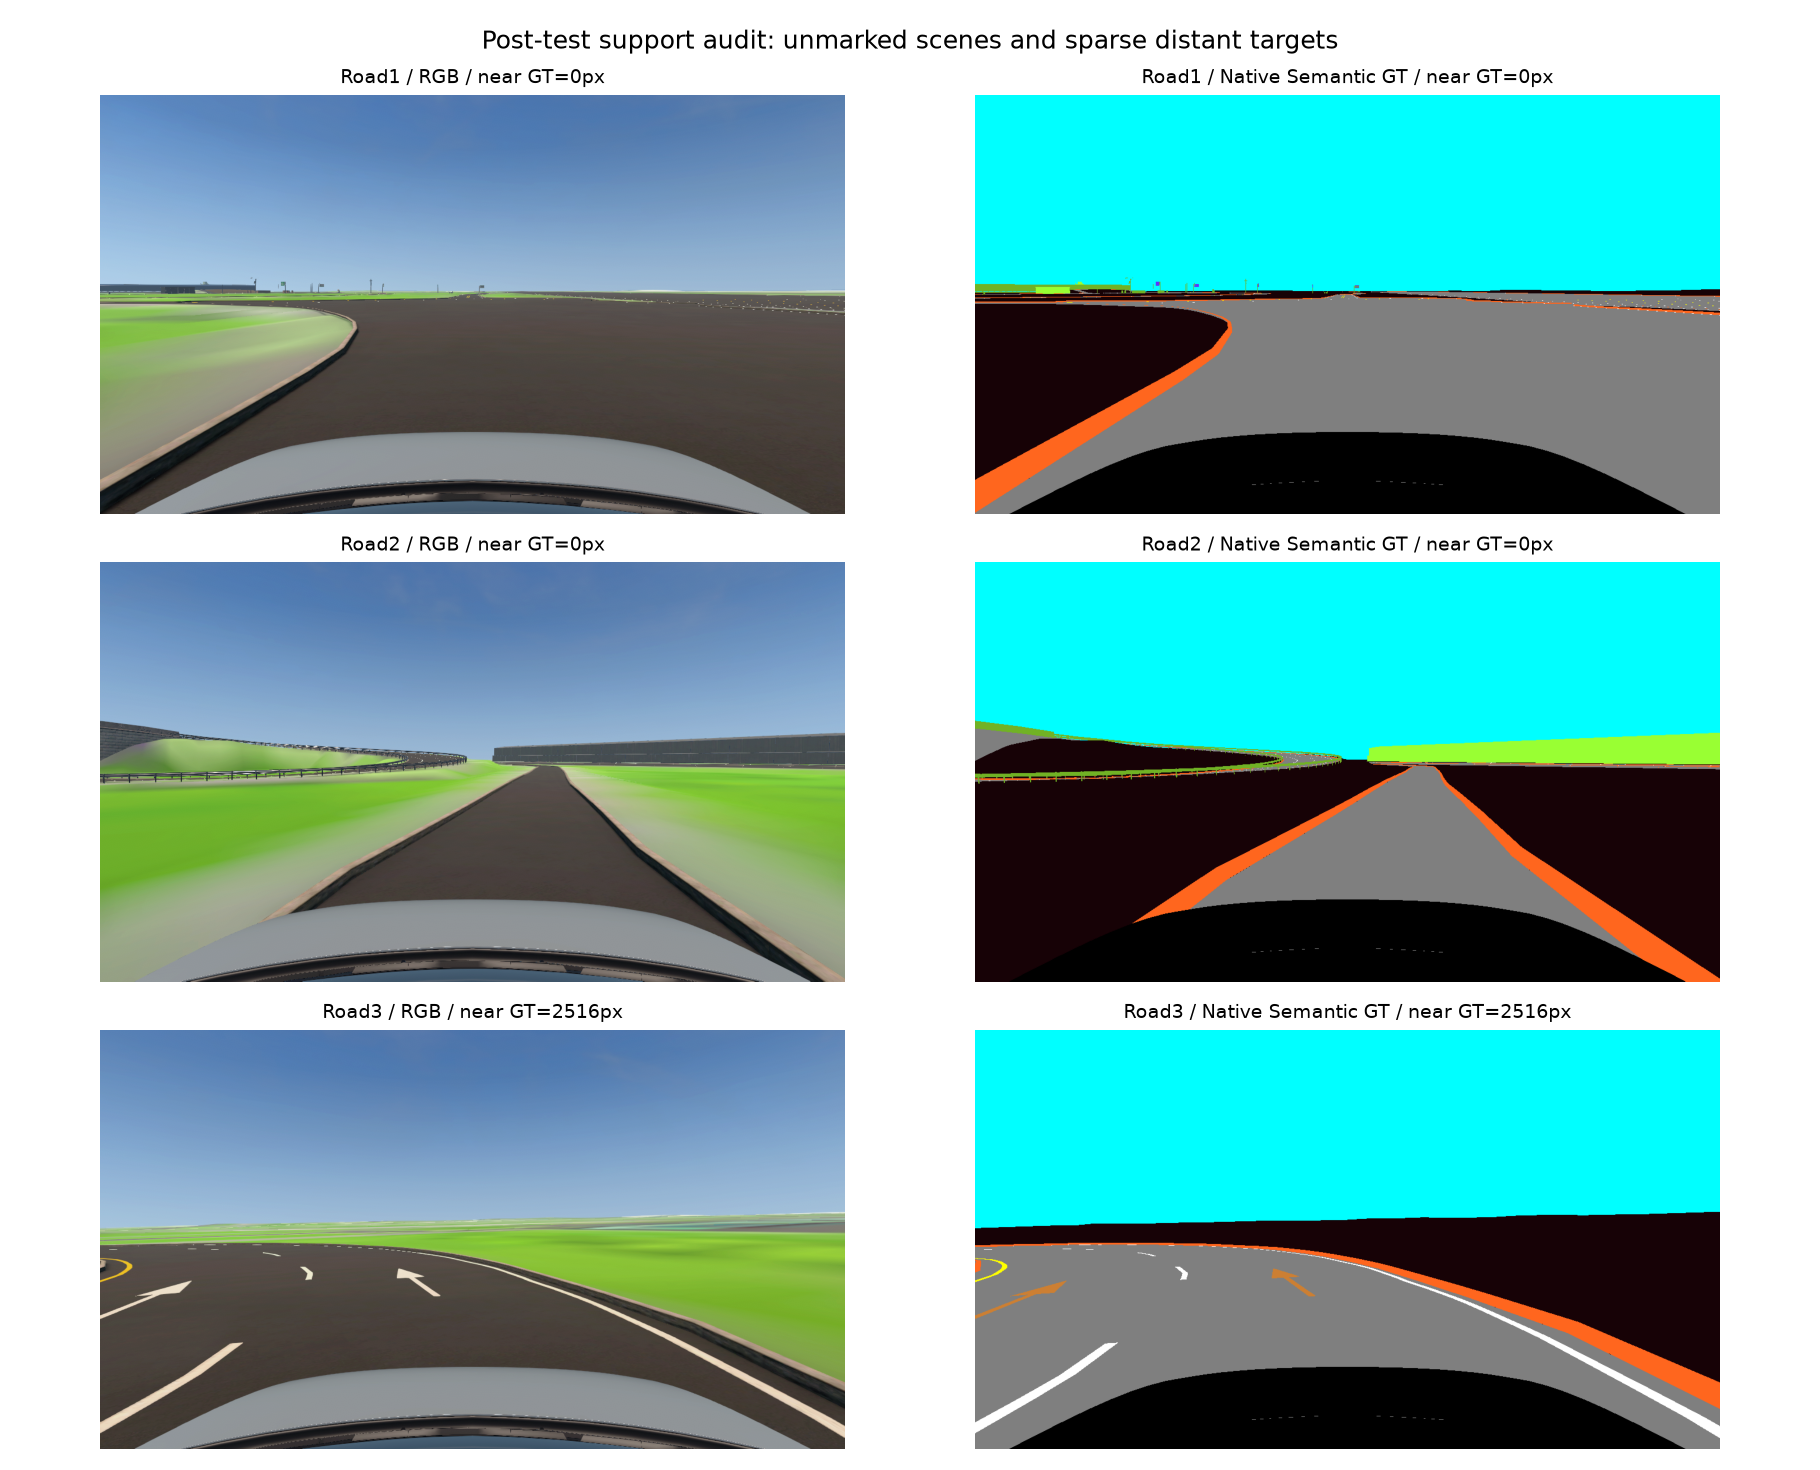 Post-test support audit: unmarked scenes and sparse distant targets
Road1 / RGB / near GT=0px
Road1 / Native Semantic GT / near GT=0px
Road2 / RGB / near GT=0px
Road2 / Native Semantic GT / near GT=0px
Road3 / RGB / near GT=2516px
Road3 / Native Semantic GT / near GT=2516px